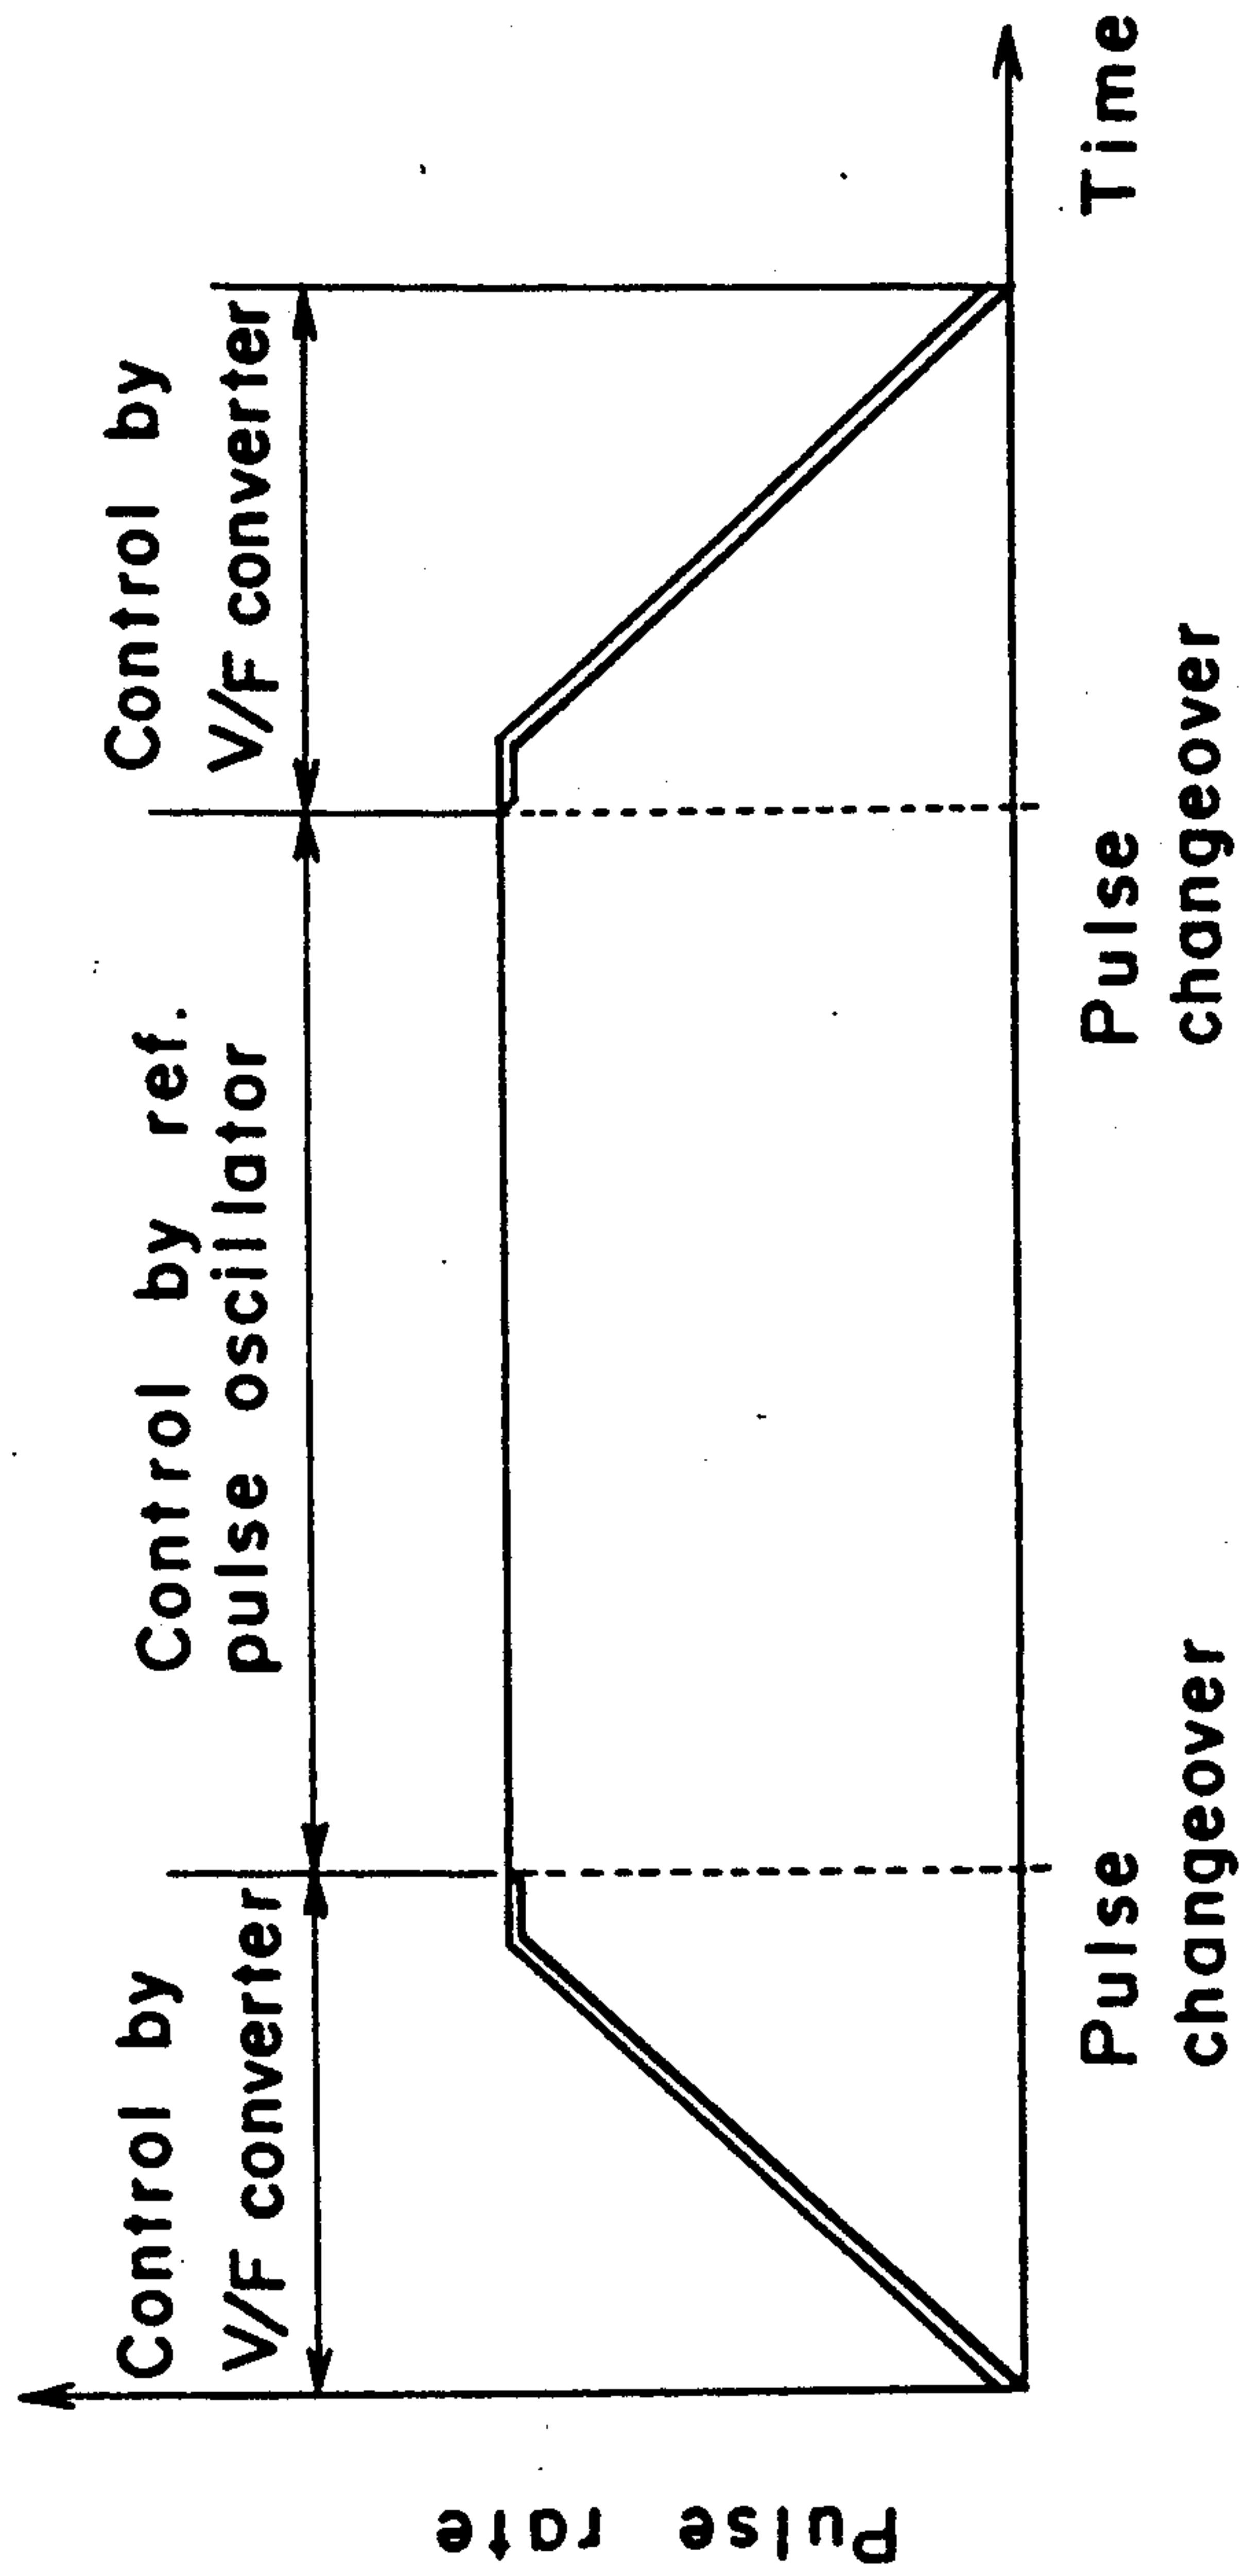 Pulse rate
Control by
V/F converter
Control by ref.
pulse oscillator
Control by
V/F converter
Pulse
changeover
Pulse
changeover
Time